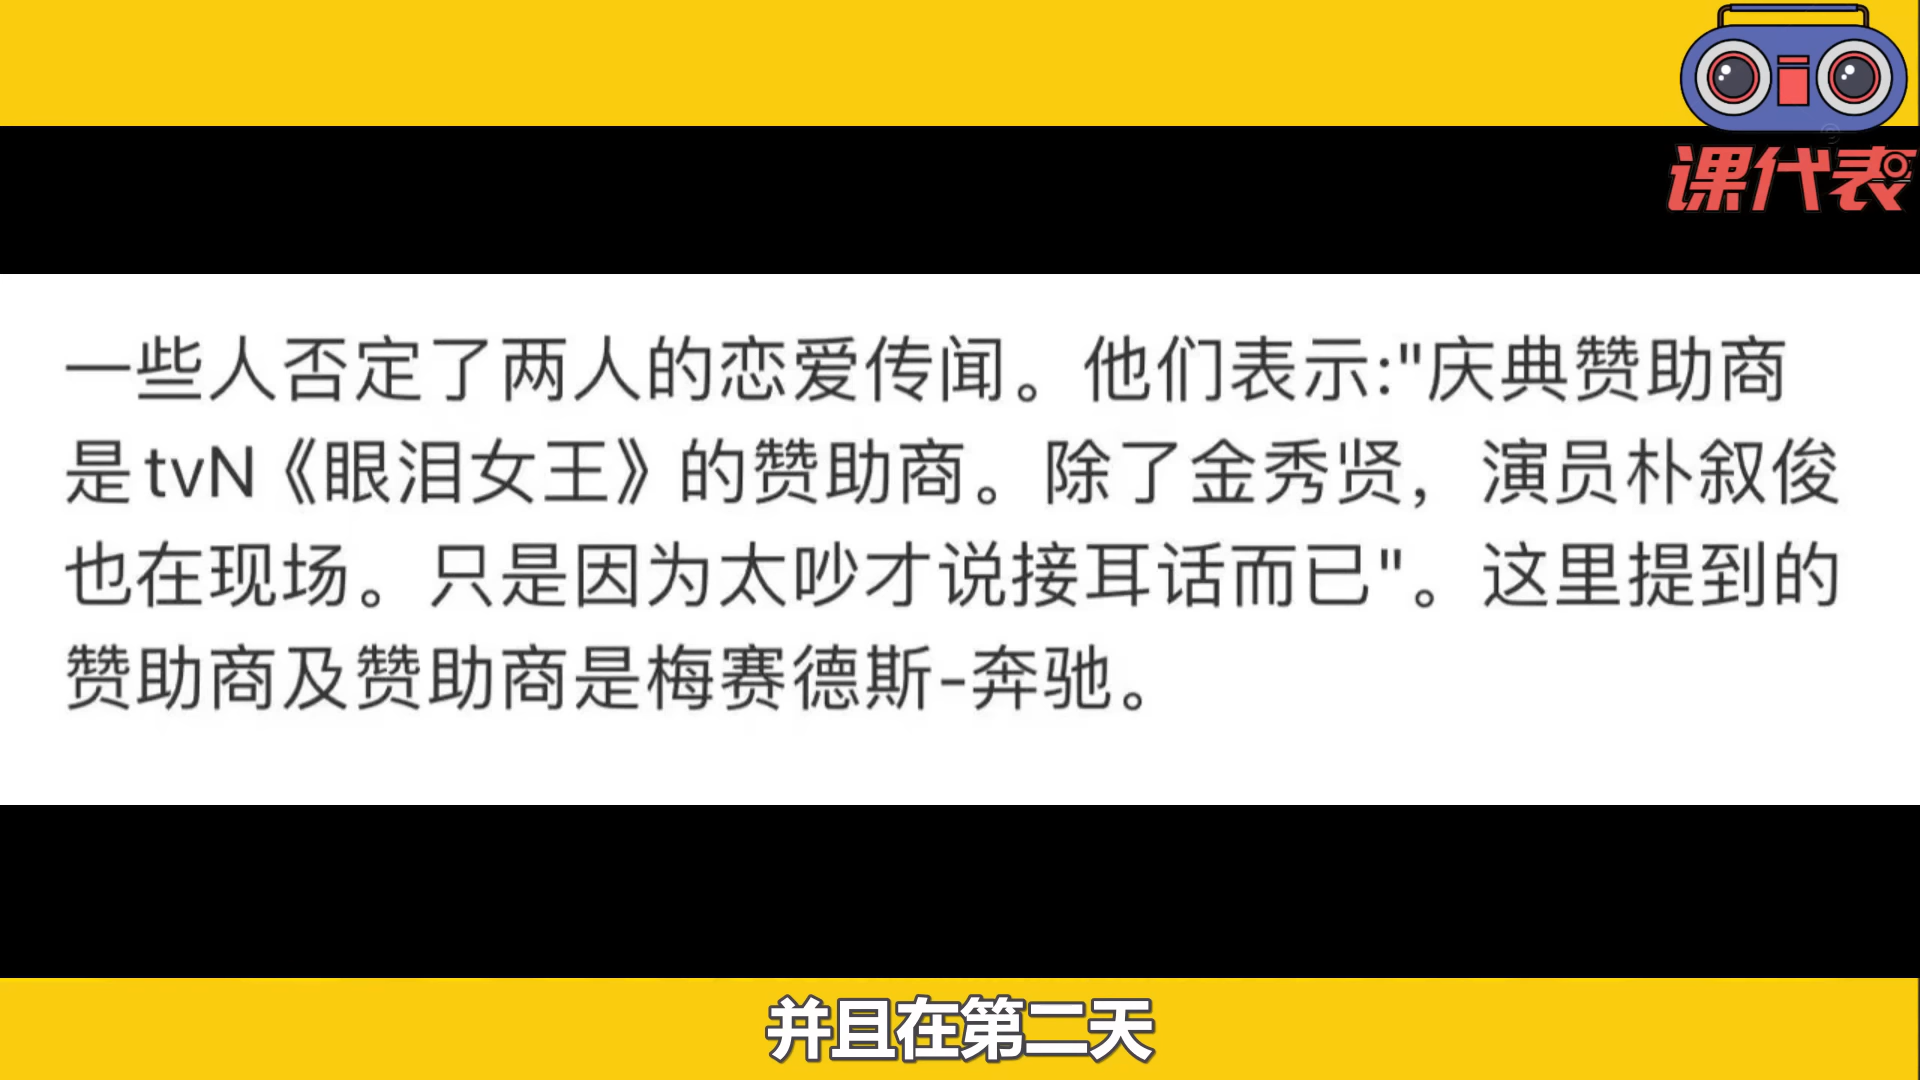 课代表
一些人否定了两人的恋爱传闻。他们表示:"庆典赞助商
是tvN《眼泪女王》的赞助商。除了金秀贤，演员朴叙俊
也在现场。只是因为太吵才说接耳话而已"。这里提到的
赞助商及赞助商是梅赛德斯-奔驰。
并且在第二天